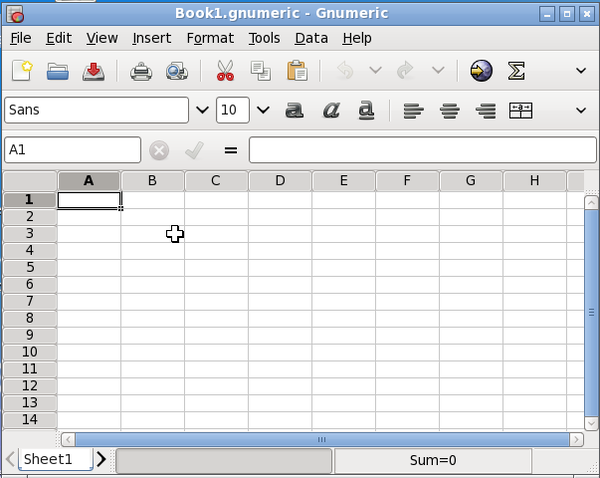 Book1.gnumeric - Gnumeric
File Edit View Insert Format Tools Data Help
Sans 10 a a a
A1 =
A B C D E F G H
1
2
3
4
5
6
7
8
9
10
11
12
13
14
Sheet1 Sum=0